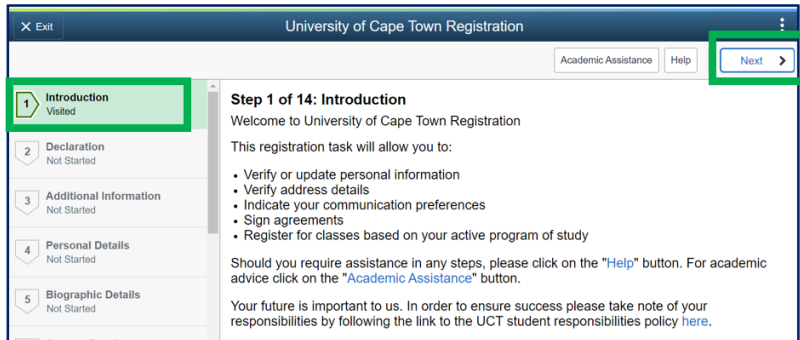 Exit
University of Cape Town Registration
Academic Assistance
Help
Next
1
Introduction
Visited
2
Declaration
Not Started
3
Additional Information
Not Started
4
Personal Details
Not Started
5
Biographic Details
Not Started
Step 1 of 14: Introduction
Welcome to University of Cape Town Registration
This registration task will allow you to:
• Verify or update personal information
• Verify address details
• Indicate your communication preferences
• Sign agreements
• Register for classes based on your active program of study
Should you require assistance in any steps, please click on the "Help" button. For academic
advice click on the "Academic Assistance" button.
Your future is important to us. In order to ensure success please take note of your
responsibilities by following the link to the UCT student responsibilities policy here.